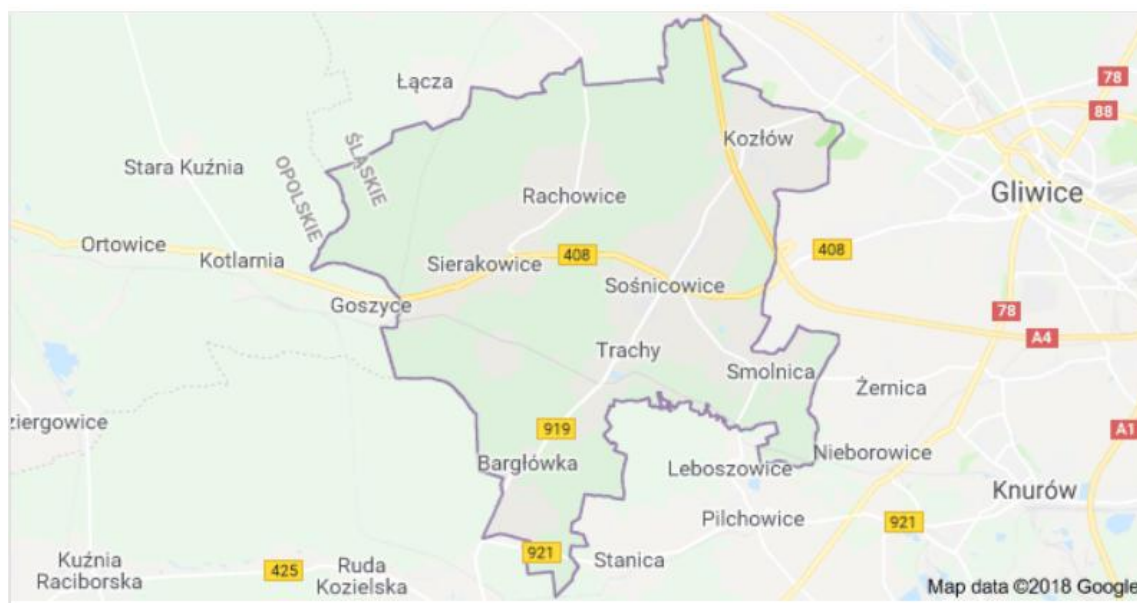 Łącza
78
88
Kozłów
ŚLĄSKIE
OPOLSKIE
Stara Kuźnia
Rachowice
Gliwice
Ortowice
Kotlarnia
Sierakowice
408
408
Sośnicowice
Goszyce
78
A4
Trachy
Smolnica
Żernica
ziergowice
919
A1
Bargłówka
Leboszowice
Nieborowice
Knurów
Pilchowice
921
921
Stanica
Kuźnia
Raciborska
425
Ruda
Kozielska
Map data ©2018 Google